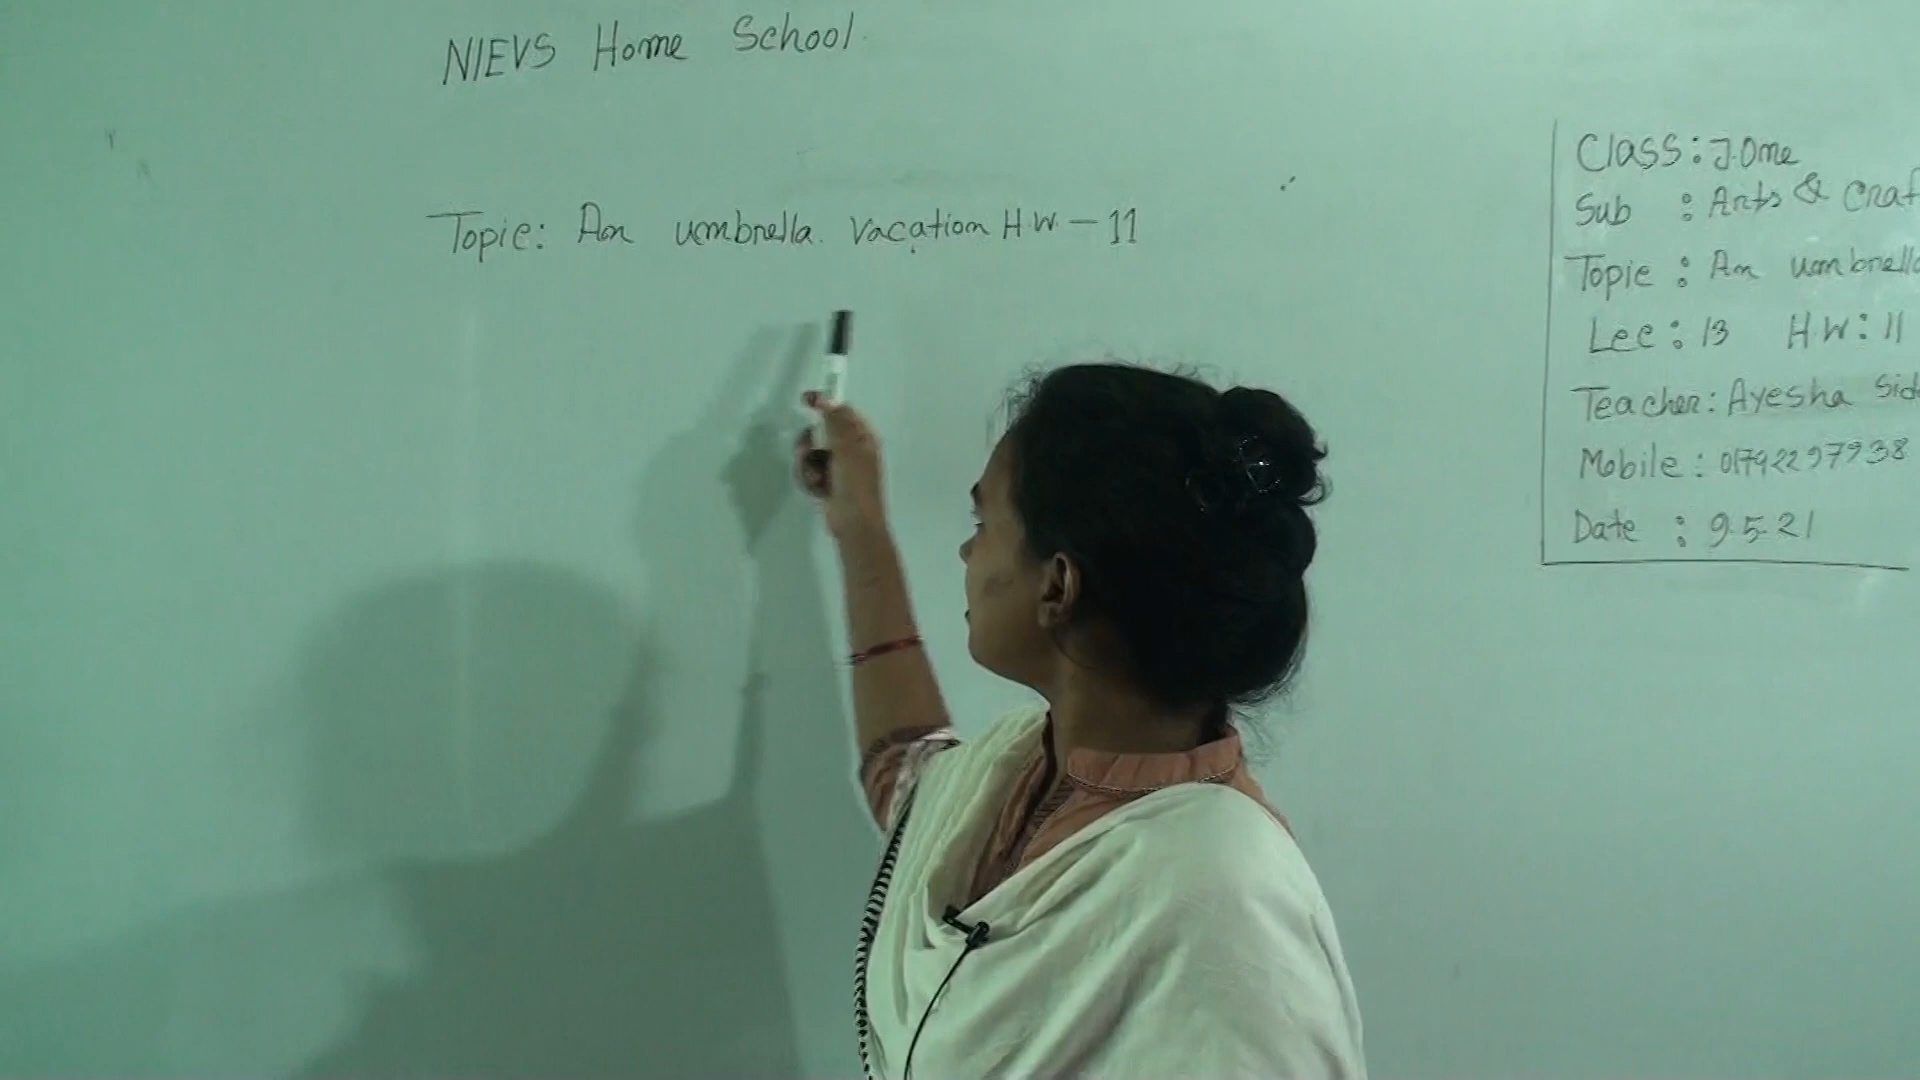 NIEVS Home School
Topic: An umbrella. Vacation H.W. - 11
Class: J.One
Sub : Arts & Craf
Topic : An umbrella
Lec : 13 H.W: 11
Teacher: Ayesha Sid
Mobile : 01742297938
Date : 9.5.21